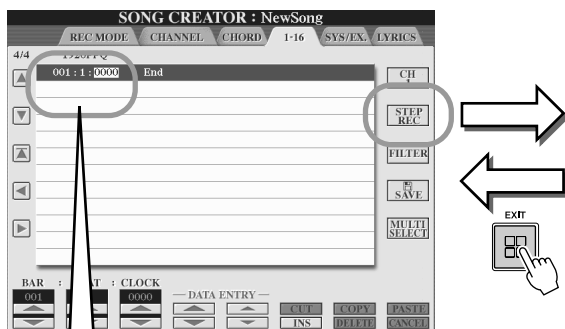 SONG CREATOR : NewSong
REC MODE CHANNEL CHORD 1-16 SYS/EX. LYRICS
4/4 1920PPQ
001 : 1 : 0000 End
CH
1
STEP
REC
FILTER
SAVE
MULTI
SELECT
EXIT
BAR : : CLOCK
001 0000 DATA ENTRY
CUT COPY PASTE
INS DELETE CANCEL